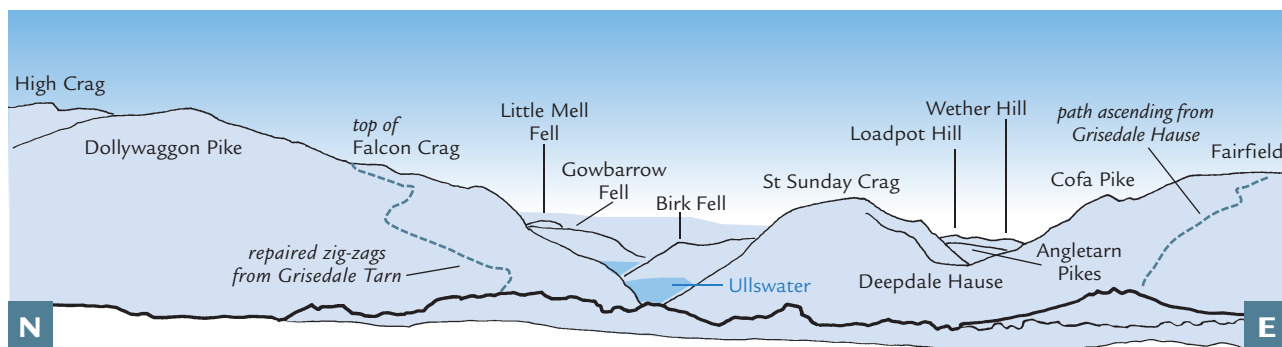 High Crag
Dollywaggon Pike
top of
Falcon Crag
repaired zig-zags
from Grisedale Tarn
Little Mell
Fell
Gowbarrow
Fell
Birk Fell
Ullswater
St Sunday Crag
Loadpot Hill
Wether Hill
Deepdale Hause
Angletarn
Pikes
Cofa Pike
path ascending from
Grisedale Hause
Fairfield
N
E